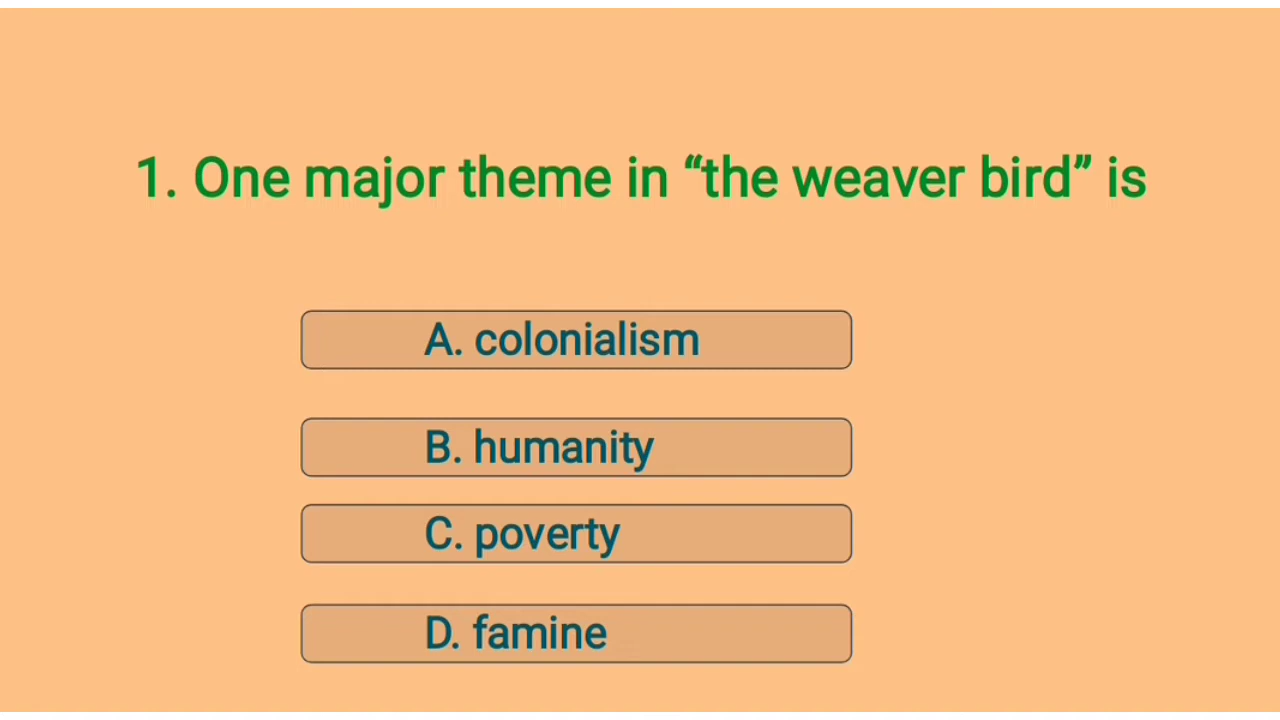 1. One major theme in “the weaver bird” is
A. colonialism
B. humanity
C. poverty
D. famine